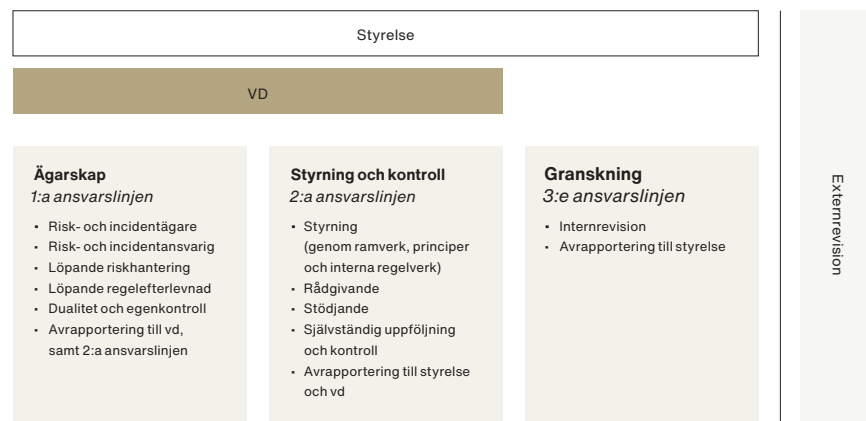 Styrelse
VD
Ägarskap
1:a ansvarslinjen
• Risk- och incidentägare
• Risk- och incidentansvarig
• Löpande riskhantering
• Löpande regelefterlevnad
• Dualitet och egenkontroll
• Avrapportering till vd,
samt 2:a ansvarslinjen
Styrning och kontroll
2:a ansvarslinjen
• Styrning
(genom ramverk, principer
och interna regelverk)
• Rådgivande
• Stödjande
• Självständig uppföljning
och kontroll
• Avrapportering till styrelse
och vd
Granskning
3:e ansvarslinjen
• Internrevision
• Avrapportering till styrelse
Externrevision